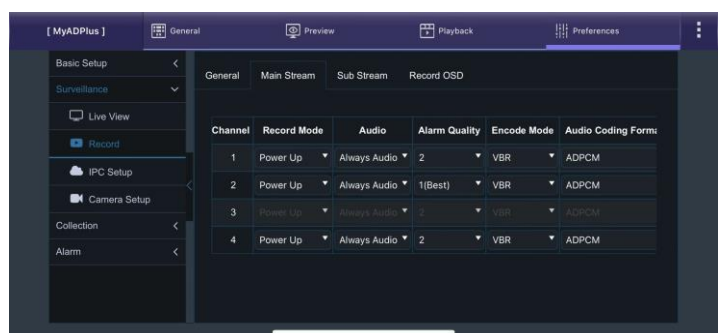 [ MyADPlus ] General Preview Playback Preferences
Basic Setup
Surveillance
Live View
Record
IPC Setup
Camera Setup
Collection
Alarm
General Main Stream Sub Stream Record OSD
Channel Record Mode Audio Alarm Quality Encode Mode Audio Coding Forma
1 Power Up Always Audio 2 VBR ADPCM
2 Power Up Always Audio 1(Best) VBR ADPCM
3 Power Up Always Audio 2 VBR ADPCM
4 Power Up Always Audio 2 VBR ADPCM